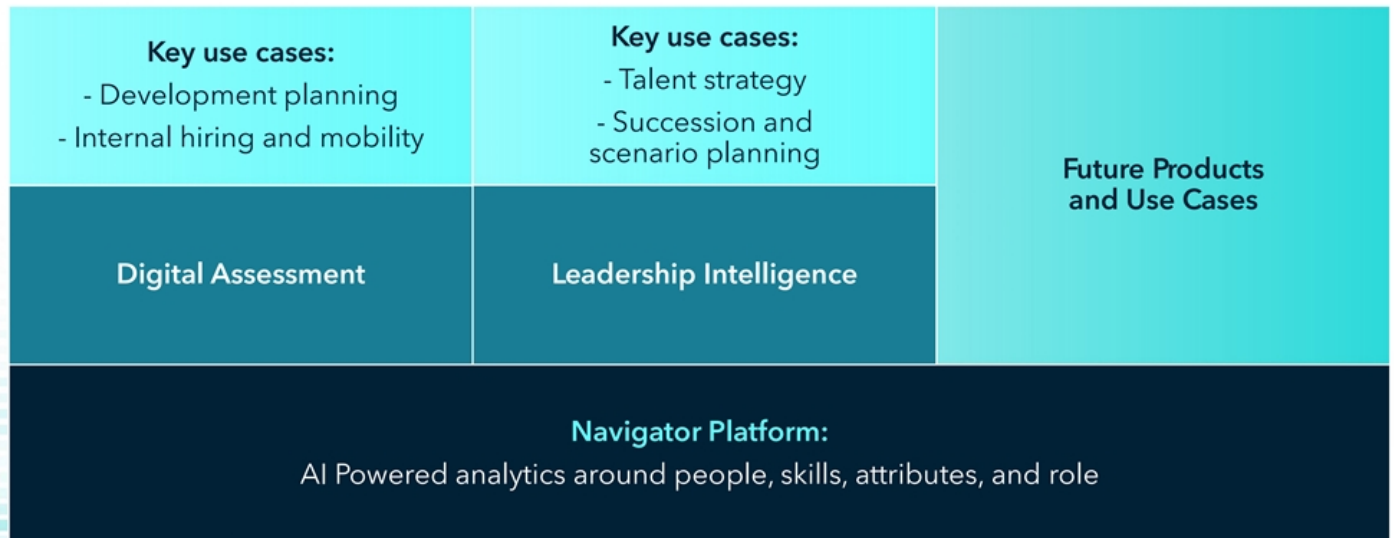 Key use cases:
- Development planning
- Internal hiring and mobility
Key use cases:
- Talent strategy
- Succession and
scenario planning
Future Products
and Use Cases
Digital Assessment
Leadership Intelligence
Navigator Platform:
AI Powered analytics around people, skills, attributes, and role